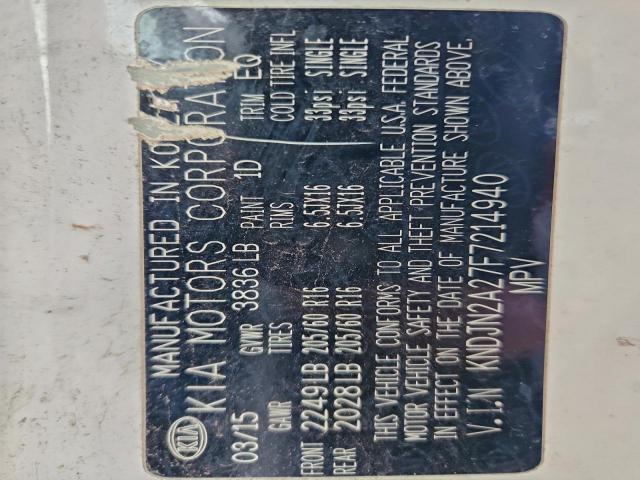 KIA
MANUFACTURED IN KOREA
KIA MOTORS CORPORATION
03/15 GVWR 3836 LB PAINT 1D TRIM EQ
GAWR TIRES RIMS COLD TIRE INFL
FRONT 2249 LB 205/60 R16 6.5JX16 33psi SINGLE
REAR 2028 LB 205/60 R16 6.5JX16 33psi SINGLE
THIS VEHICLE CONFORMS TO ALL APPLICABLE U.S.A. FEDERAL
MOTOR VEHICLE SAFETY AND THEFT PREVENTION STANDARDS
IN EFFECT ON THE DATE OF MANUFACTURE SHOWN ABOVE.
V.I.N KNDJN2A27F7214940
MPV